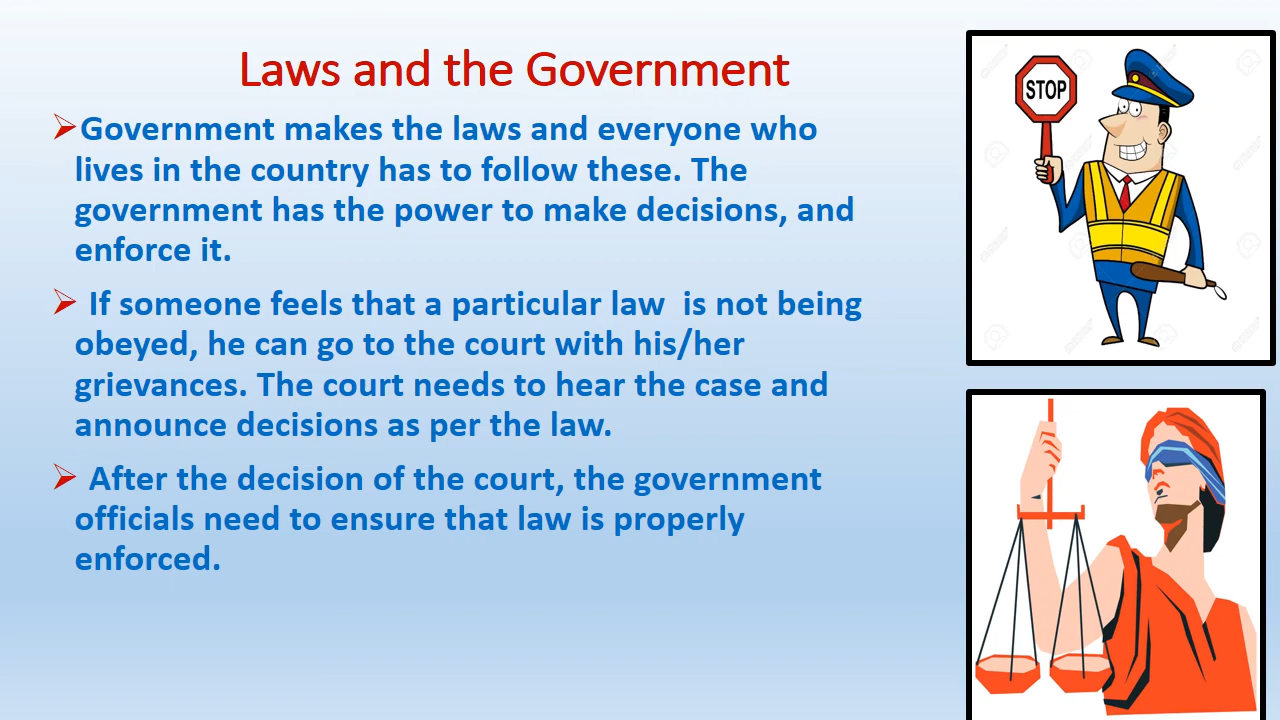 Laws and the Government
➢Government makes the laws and everyone who
lives in the country has to follow these. The
government has the power to make decisions, and
enforce it.
➢ If someone feels that a particular law  is not being
obeyed, he can go to the court with his/her
grievances. The court needs to hear the case and
announce decisions as per the law.
➢ After the decision of the court, the government
officials need to ensure that law is properly
enforced.
STOP